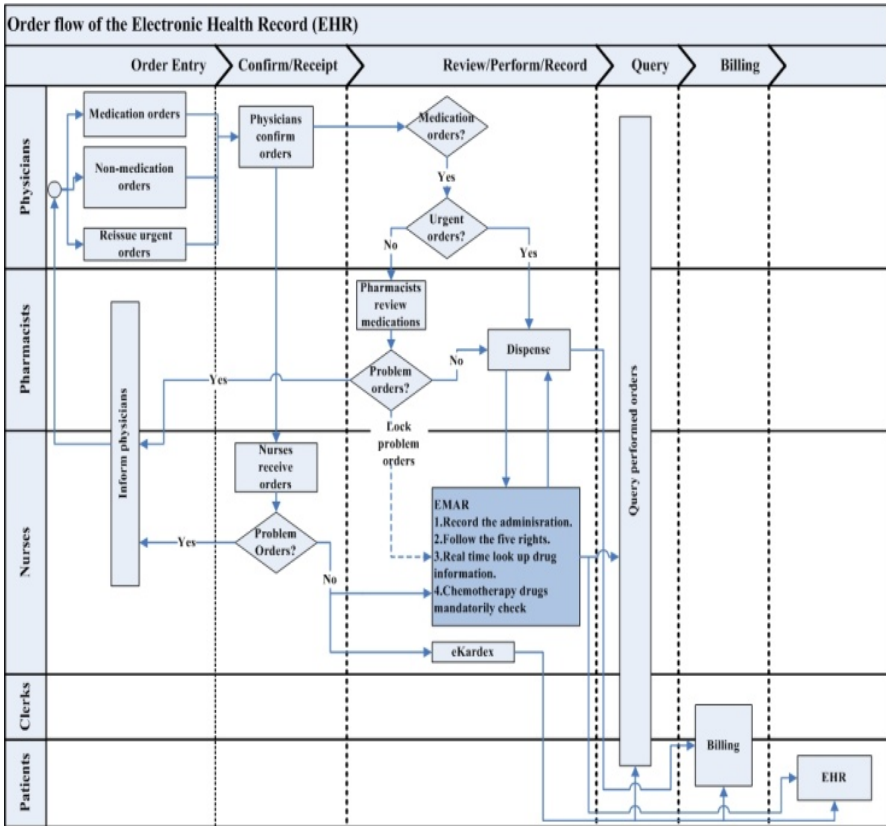 Order flow of the Electronic Health Record (EHR)
Order Entry
Confirm/Receipt
Review/Perform/Record
Query
Billing
Physicians
Medication orders
Non-medication
orders
Reissue urgent
orders
Physicians
confirm
orders
Medication
orders?
Yes
Urgent
orders?
No
Yes
Pharmacists
Pharmacists
review
medications
Problem
orders?
No
Dispense
Yes
Lock
problem
orders
Inform physicians
Query performed orders
Nurses
Nurses
receive
orders
Problem
Orders?
Yes
No
EMAR
1.Record the adminisration.
2.Follow the five rights.
3.Real time look up drug
information.
4.Chemotherapy drugs
mandatorily check
eKardex
Clerks
Billing
Patients
EHR